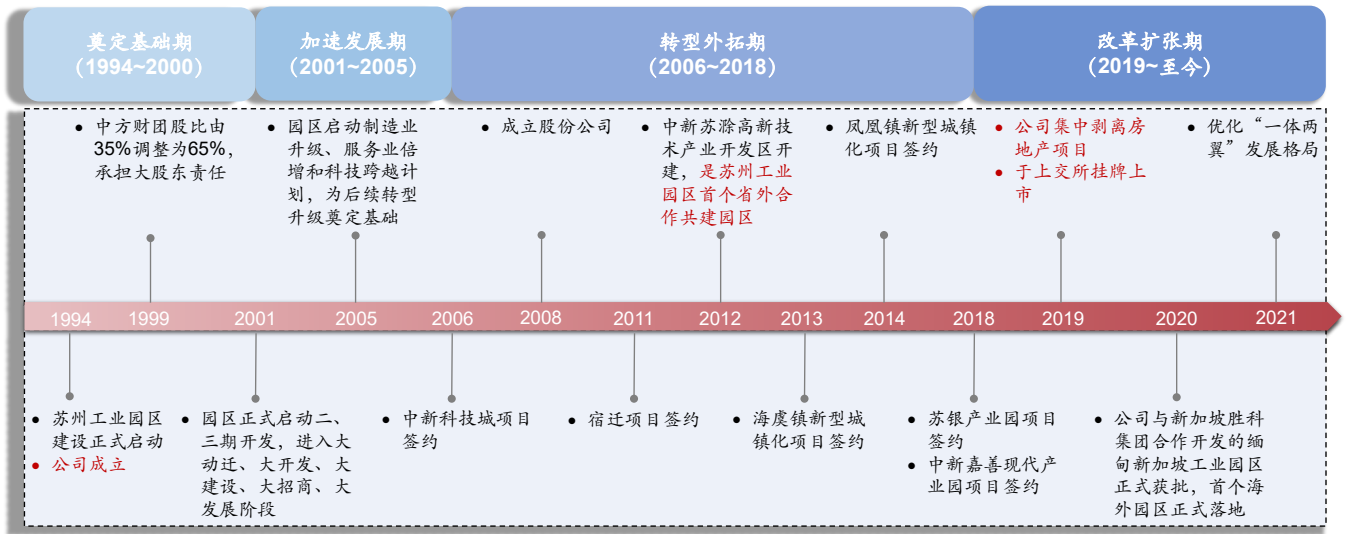 奠定基础期
（1994~2000）
加速发展期
（2001~2005）
转型外拓期
（2006~2018）
改革扩张期
（2019~至今）
● 中方财团股比由
35%调整为65%，
承担大股东责任
● 园区启动制造业
升级、服务业倍
增和科技跨越计
划，为后续转型
升级奠定基础
● 成立股份公司
● 中新苏滁高新技
术产业开发区开
建，是苏州工业
园区首个省外合
作共建园区
● 凤凰镇新型城镇
化项目签约
● 公司集中剥离房
地产项目
● 于上交所挂牌上
市
● 优化“一体两
翼”发展格局
1994 1999 2001 2005 2006 2008 2011 2012 2013 2014 2018 2019 2020 2021
● 苏州工业园区
建设正式启动
● 公司成立
● 园区正式启动二、
三期开发，进入大
动迁、大开发、大
建设、大招商、大
发展阶段
● 中新科技城项目
签约
● 宿迁项目签约
● 海虞镇新型城
镇化项目签约
● 苏银产业园项目
签约
● 中新嘉善现代产
业园项目签约
● 公司与新加坡胜科
集团合作开发的缅
甸新加坡工业园区
正式获批，首个海
外园区正式落地